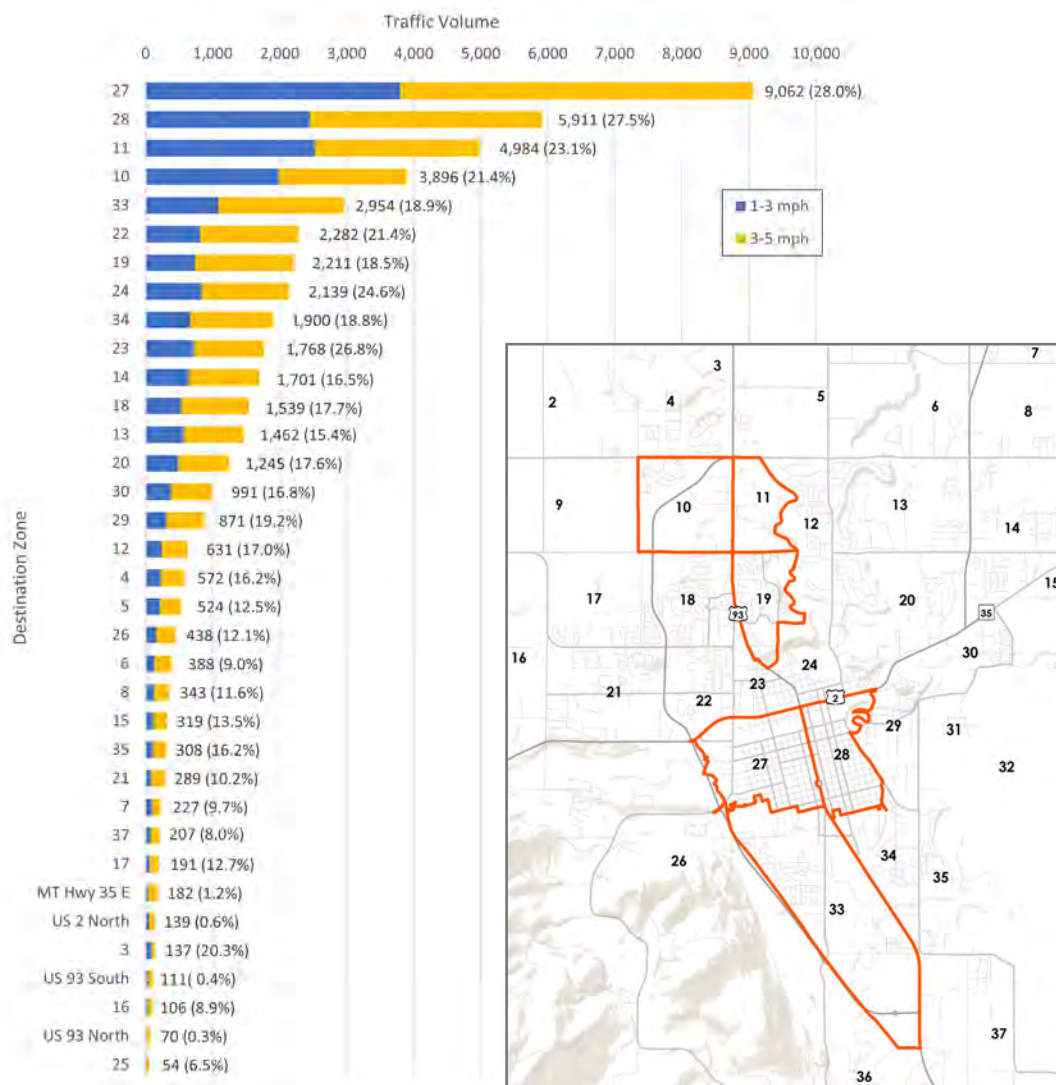 Traffic Volume
0 1,000 2,000 3,000 4,000 5,000 6,000 7,000 8,000 9,000 10,000
Destination Zone
27 9,062 (28.0%)
28 5,911 (27.5%)
11 4,984 (23.1%)
10 3,896 (21.4%)
33 2,954 (18.9%)
22 2,282 (21.4%)
19 2,211 (18.5%)
24 2,139 (24.6%)
34 1,900 (18.8%)
23 1,768 (26.8%)
14 1,701 (16.5%)
18 1,539 (17.7%)
13 1,462 (15.4%)
20 1,245 (17.6%)
30 991 (16.8%)
29 871 (19.2%)
12 631 (17.0%)
4 572 (16.2%)
5 524 (12.5%)
26 438 (12.1%)
6 388 (9.0%)
8 343 (11.6%)
15 319 (13.5%)
35 308 (16.2%)
21 289 (10.2%)
7 227 (9.7%)
37 207 (8.0%)
17 191 (12.7%)
MT Hwy 35 E 182 (1.2%)
US 2 North 139 (0.6%)
3 137 (20.3%)
US 93 South 111( 0.4%)
16 106 (8.9%)
US 93 North 70 (0.3%)
25 54 (6.5%)
1-3 mph
3-5 mph
3 7
2 4 5 6 8
9 10 11 12 13 14
15
17 18 19 20
93 35
16 24 30
21 22 23
2
29 31
27 28 32
26 34 35
33
37
36